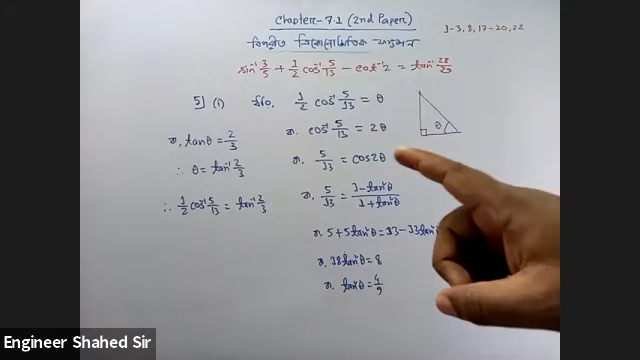 Chapter-7.1 (2nd Paper)
1-3, 8, 17-20, 22
বিপরীত ত্রিকোণমিতিক ফাংশন
sin⁻¹ 3/5 + 1/2 cos⁻¹ 5/13 − cot⁻¹ 2 = tan⁻¹ 28/29
5] (i) ধরি, 1/2 cos⁻¹ 5/13 = θ
বা, cos⁻¹ 5/13 = 2θ
বা, 5/13 = cos2θ
বা, 5/13 = 1−tan²θ/1+tan²θ
বা, 5+5tan²θ = 13−13tan²θ
বা, 18tan²θ = 8
বা, tan²θ = 4/9
বা, tanθ = 2/3
∴ θ = tan⁻¹ 2/3
∴ 1/2 cos⁻¹ 5/13 = tan⁻¹ 2/3
θ
Engineer Shahed Sir